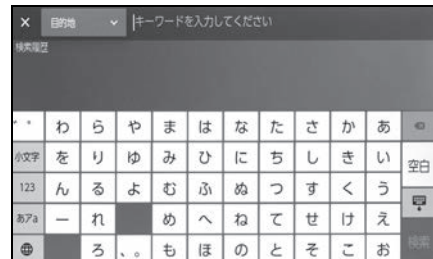 × 目的地 キーワードを入力してください
検索履歴
゛゜ わ ら や ま は な た さ か あ
小文字 を り ゆ み ひ に ち し き い 空白
123 ん る よ む ふ ぬ つ す く う
あアa ー れ め へ ね て せ け え
ろ 、。 も ほ の と そ こ お 検索